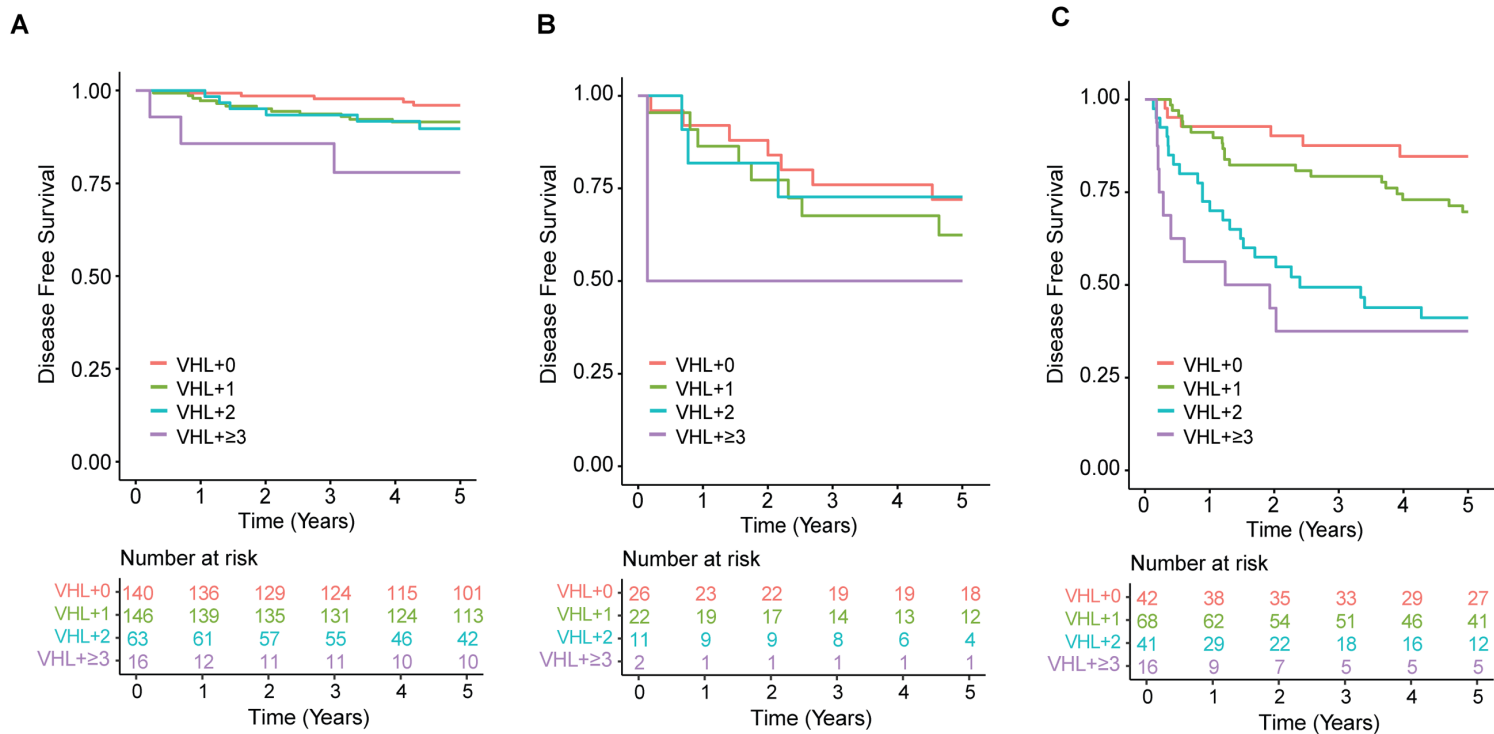 A
Disease Free Survival
1.00
0.75
0.50
0.25
0.00
VHL+0
VHL+1
VHL+2
VHL+≥3
0 1 2 3 4 5
Time (Years)
Number at risk
VHL+0 140 136 129 124 115 101
VHL+1 146 139 135 131 124 113
VHL+2 63 61 57 55 46 42
VHL+≥3 16 12 11 11 10 10
0 1 2 3 4 5
Time (Years)
B
Disease Free Survival
1.00
0.75
0.50
0.25
0.00
VHL+0
VHL+1
VHL+2
VHL+≥3
0 1 2 3 4 5
Time (Years)
Number at risk
VHL+0 26 23 22 19 19 18
VHL+1 22 19 17 14 13 12
VHL+2 11 9 9 8 6 4
VHL+≥3 2 1 1 1 1 1
0 1 2 3 4 5
Time (Years)
C
Disease Free Survival
1.00
0.75
0.50
0.25
0.00
VHL+0
VHL+1
VHL+2
VHL+≥3
0 1 2 3 4 5
Time (Years)
Number at risk
VHL+0 42 38 35 33 29 27
VHL+1 68 62 54 51 46 41
VHL+2 41 29 22 18 16 12
VHL+≥3 16 9 7 5 5 5
0 1 2 3 4 5
Time (Years)